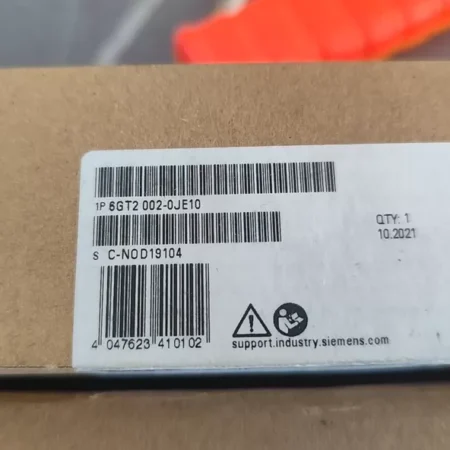 1P 6GT2 002-0JE10
QTY: 1
10.2021
S C-NOD19104
4 047623 410102
support.industry.siemens.com